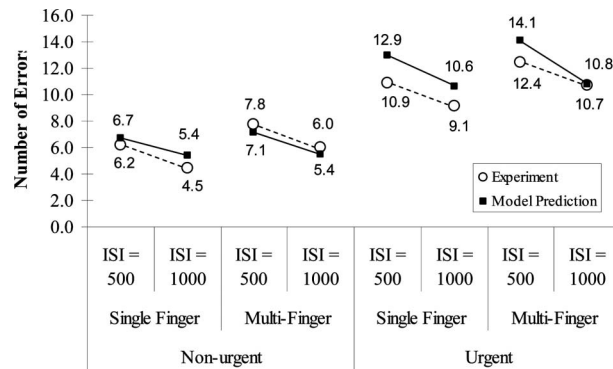 Number of Errors
16.0
14.0
12.0
10.0
8.0
6.0
4.0
2.0
0.0
6.7 5.4 7.8 6.0 12.9 10.6 14.1 10.8
6.2 4.5 7.1 5.4 10.9 9.1 12.4 10.7
Experiment
Model Prediction
ISI = ISI = ISI = ISI = ISI = ISI = ISI = ISI =
500 1000 500 1000 500 1000 500 1000
Single Finger Multi-Finger Single Finger Multi-Finger
Non-urgent Urgent